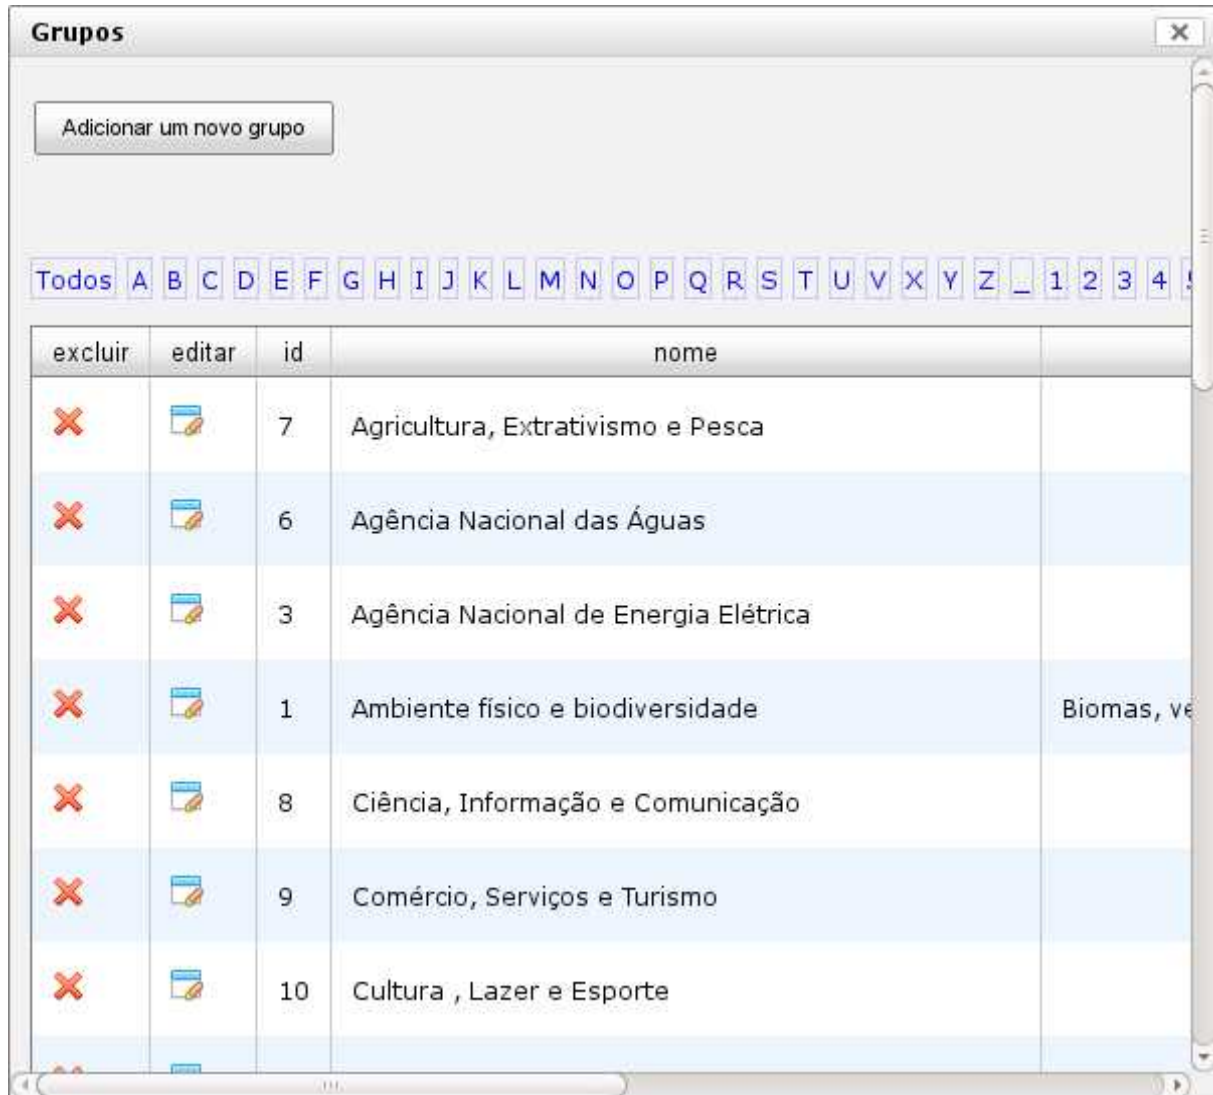 Grupos
Adicionar um novo grupo
Todos A B C D E F G H I J K L M N O P Q R S T U V X Y Z _ 1 2 3 4
excluir editar id nome
7 Agricultura, Extrativismo e Pesca
6 Agência Nacional das Águas
3 Agência Nacional de Energia Elétrica
1 Ambiente físico e biodiversidade Biomas,
8 Ciência, Informação e Comunicação
9 Comércio, Serviços e Turismo
10 Cultura , Lazer e Esporte